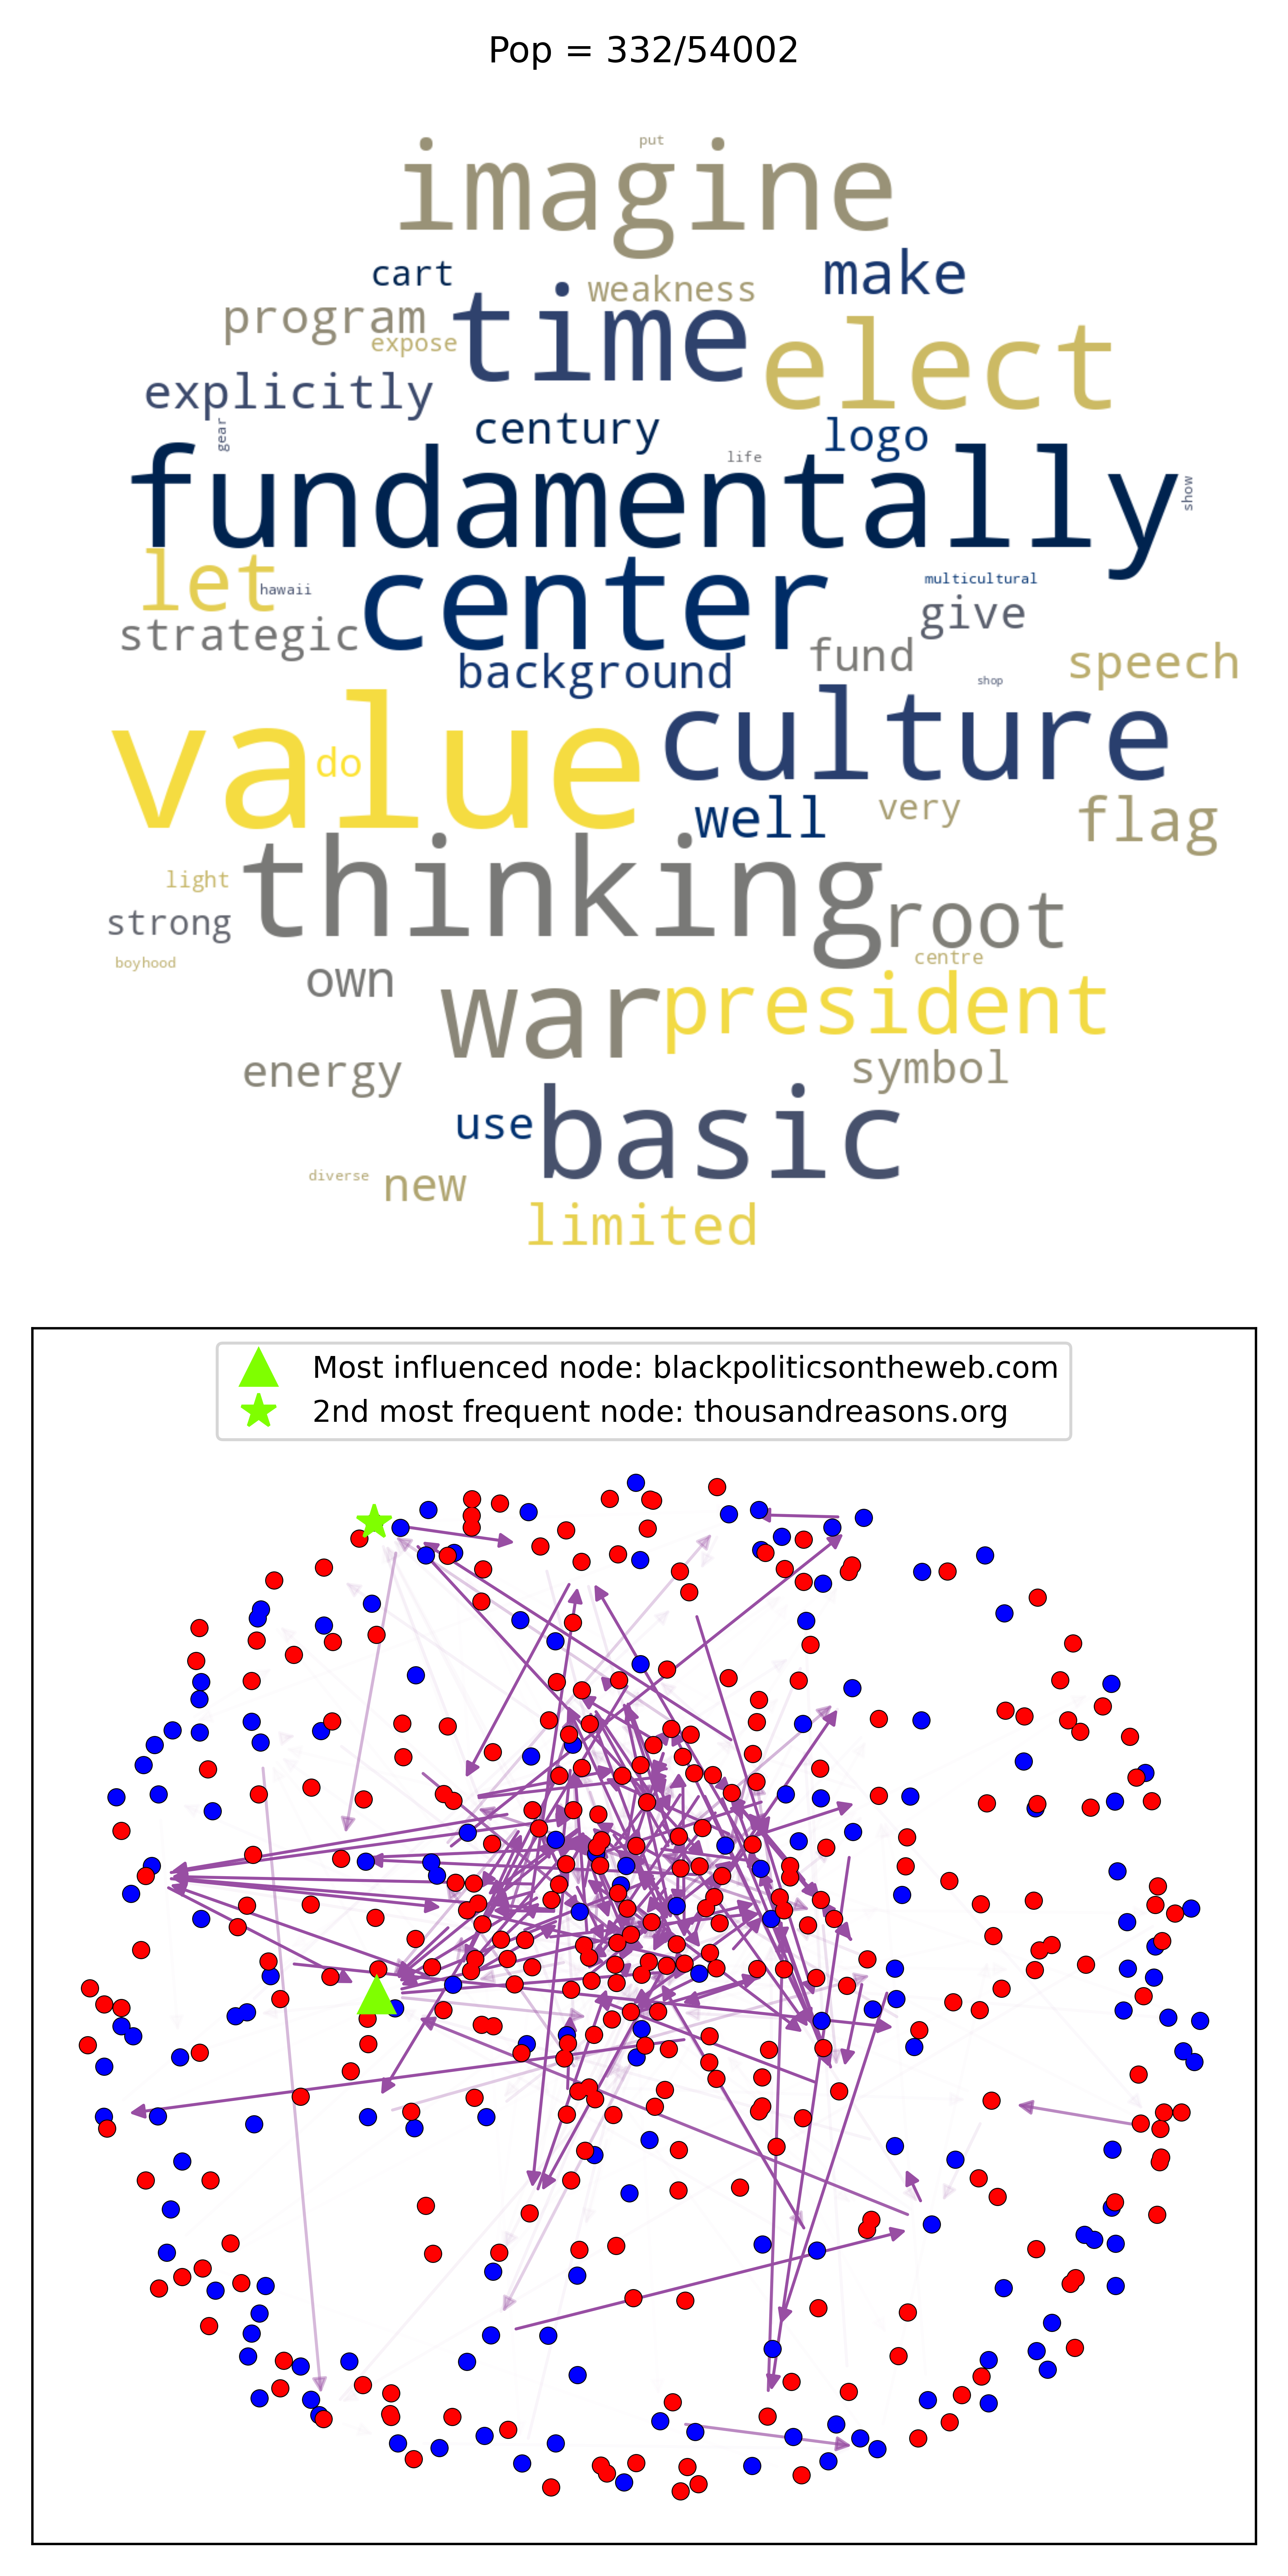 Pop = 332/54002
put
imagine
cart
weakness
make
program
time
expose
elect
explicitly
century
logo
gear
life
fundamentally
show
let
hawaii
center
multicultural
give
strategic
background
fund
speech
shop
value
do
culture
well
very
flag
light
thinking
strong
root
boyhood
centre
own
war
president
energy
symbol
use
basic
diverse
new
limited
Most influenced node: blackpoliticsontheweb.com
2nd most frequent node: thousandreasons.org